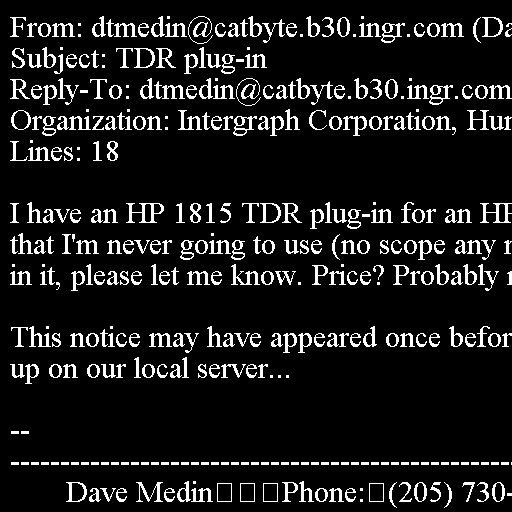 From: dtmedin@catbyte.b30.ingr.com (Da
Subject: TDR plug-in
Reply-To: dtmedin@catbyte.b30.ingr.com
Organization: Intergraph Corporation, Hun
Lines: 18
I have an HP 1815 TDR plug-in for an HP
that I'm never going to use (no scope any
in it, please let me know. Price? Probably
This notice may have appeared once befor
up on our local server...
--
---------------------------------------------------
Dave Medin□□□Phone:□(205) 730-